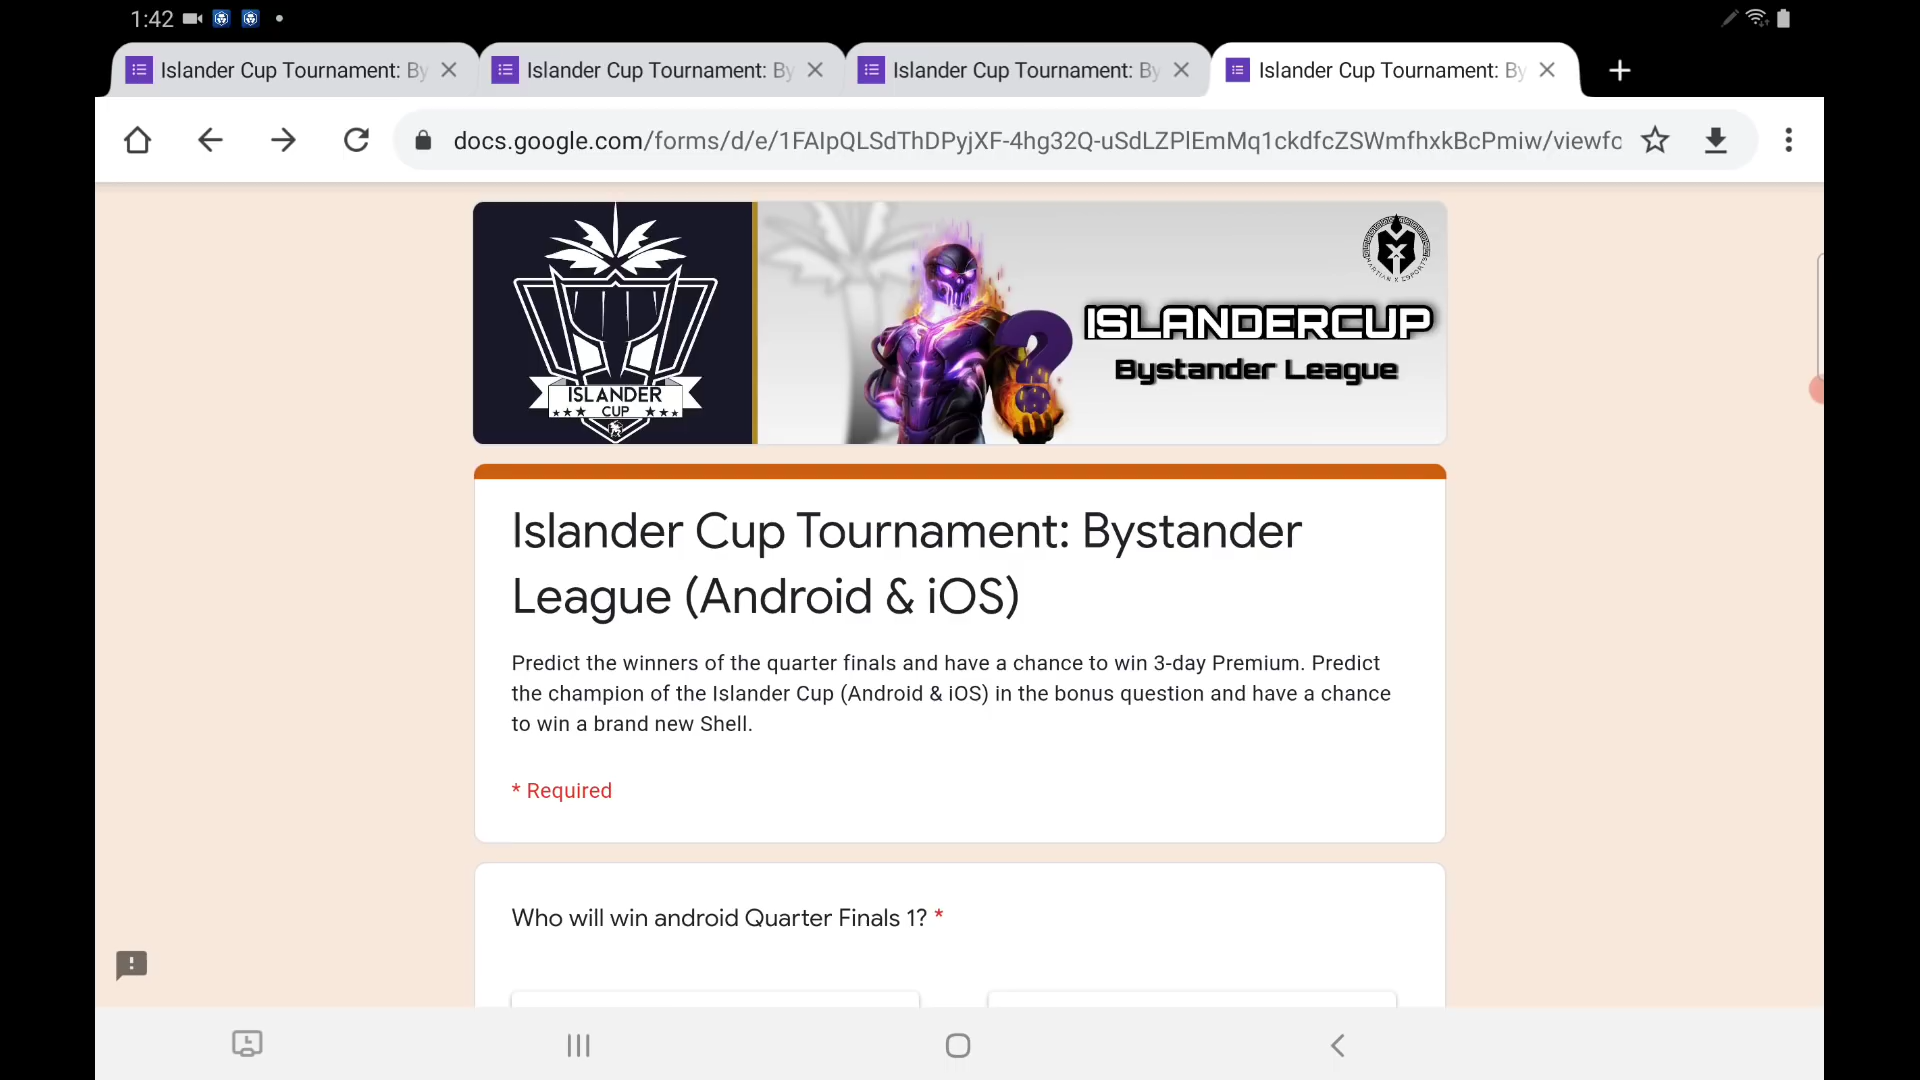 1:42
Islander Cup Tournament: By
Islander Cup Tournament: By
Islander Cup Tournament: By
Islander Cup Tournament: By
docs.google.com/forms/d/e/1FAIpQLSdThDPyjXF-4hg32Q-uSdLZPlEmMq1ckdfcZSWmfhxkBcPmiw/viewfo
ISLANDER
CUP
MARTIAN X ESPORTS
ISLANDERCUP
Bystander League
Islander Cup Tournament: Bystander
League (Android & iOS)
Predict the winners of the quarter finals and have a chance to win 3-day Premium. Predict
the champion of the Islander Cup (Android & iOS) in the bonus question and have a chance
to win a brand new Shell.
* Required
Who will win android Quarter Finals 1? *